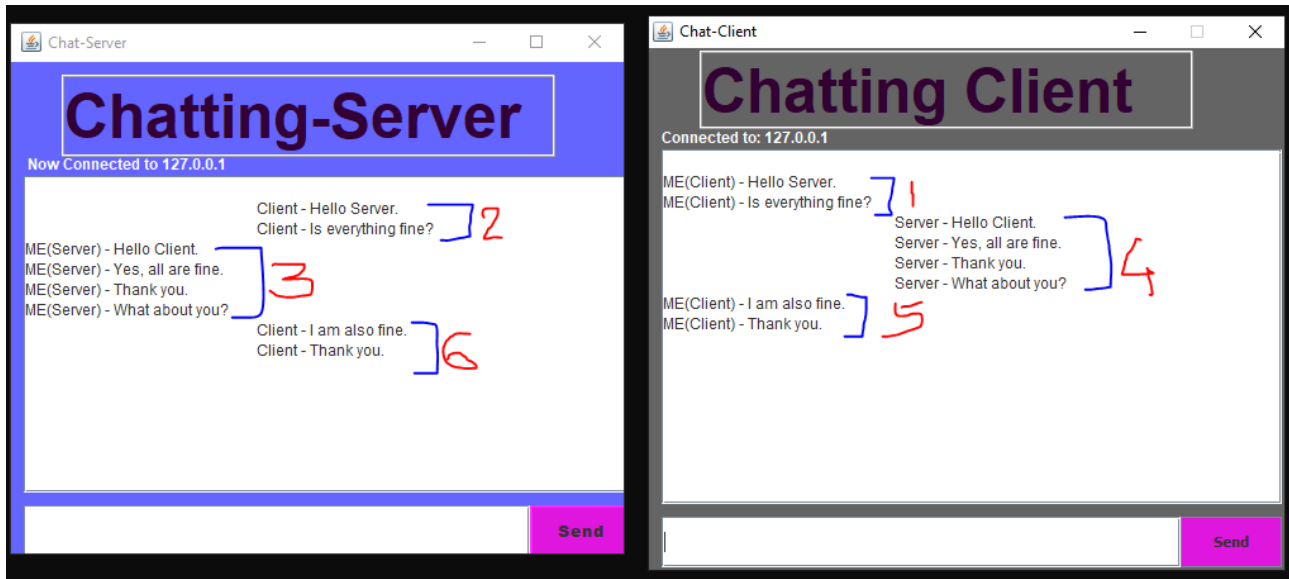 Chat-Server
Chatting-Server
Now Connected to 127.0.0.1
Client - Hello Server.
Client - Is everything fine?
2
ME(Server) - Hello Client.
ME(Server) - Yes, all are fine.
ME(Server) - Thank you.
ME(Server) - What about you?
3
Client - I am also fine.
Client - Thank you.
6
Send
Chat-Client
Chatting Client
Connected to: 127.0.0.1
ME(Client) - Hello Server.
ME(Client) - Is everything fine?
1
Server - Hello Client.
Server - Yes, all are fine.
Server - Thank you.
Server - What about you?
4
ME(Client) - I am also fine.
ME(Client) - Thank you.
5
Send